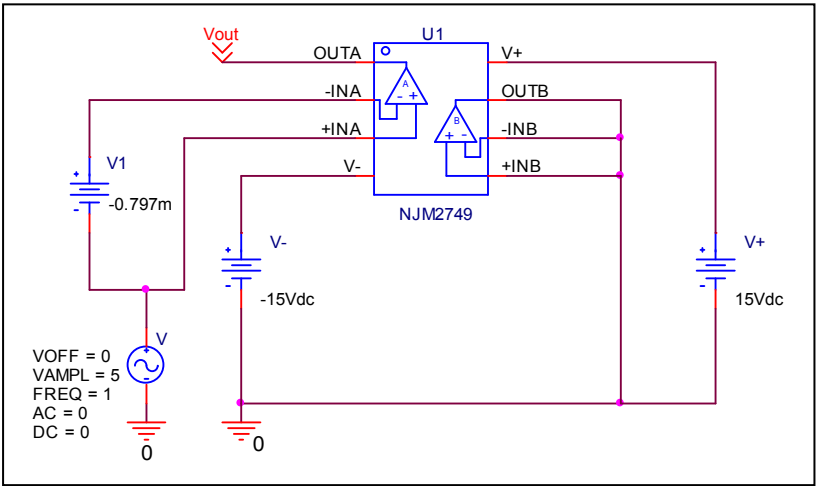 Vout
U1
OUTA
V+
-INA
A
OUTB
B
+INA
-INB
V-
+INB
V1
-0.797m
NJM2749
V-
-15Vdc
V+
15Vdc
V
VOFF = 0
VAMPL = 5
FREQ = 1
AC = 0
DC = 0
0
0